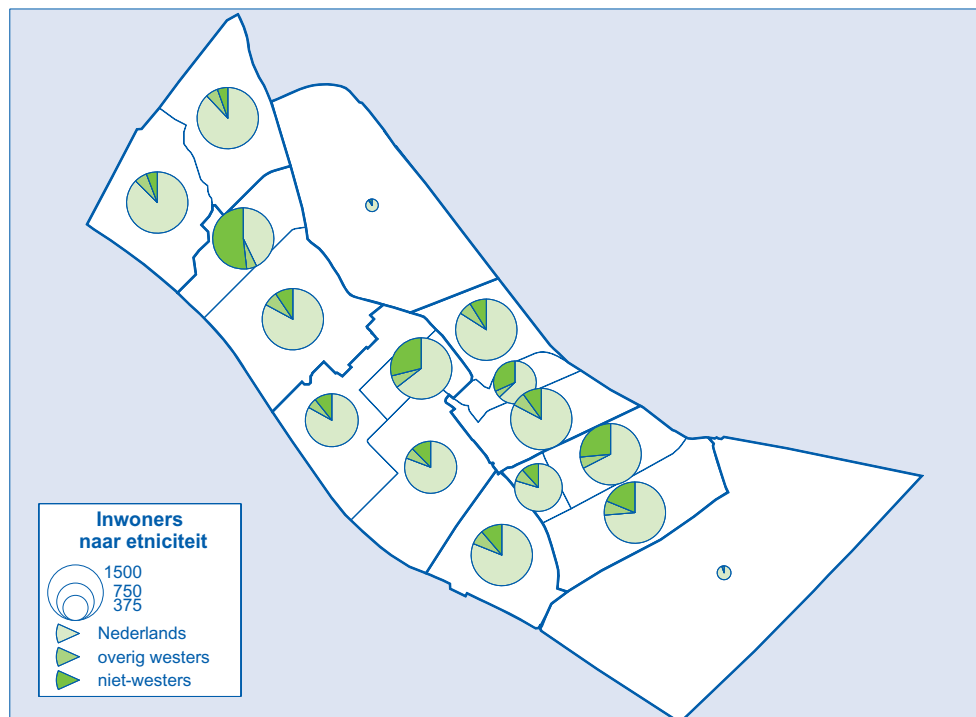 Inwoners
naar etniciteit
1500
750
375
Nederlands
overig westers
niet-westers